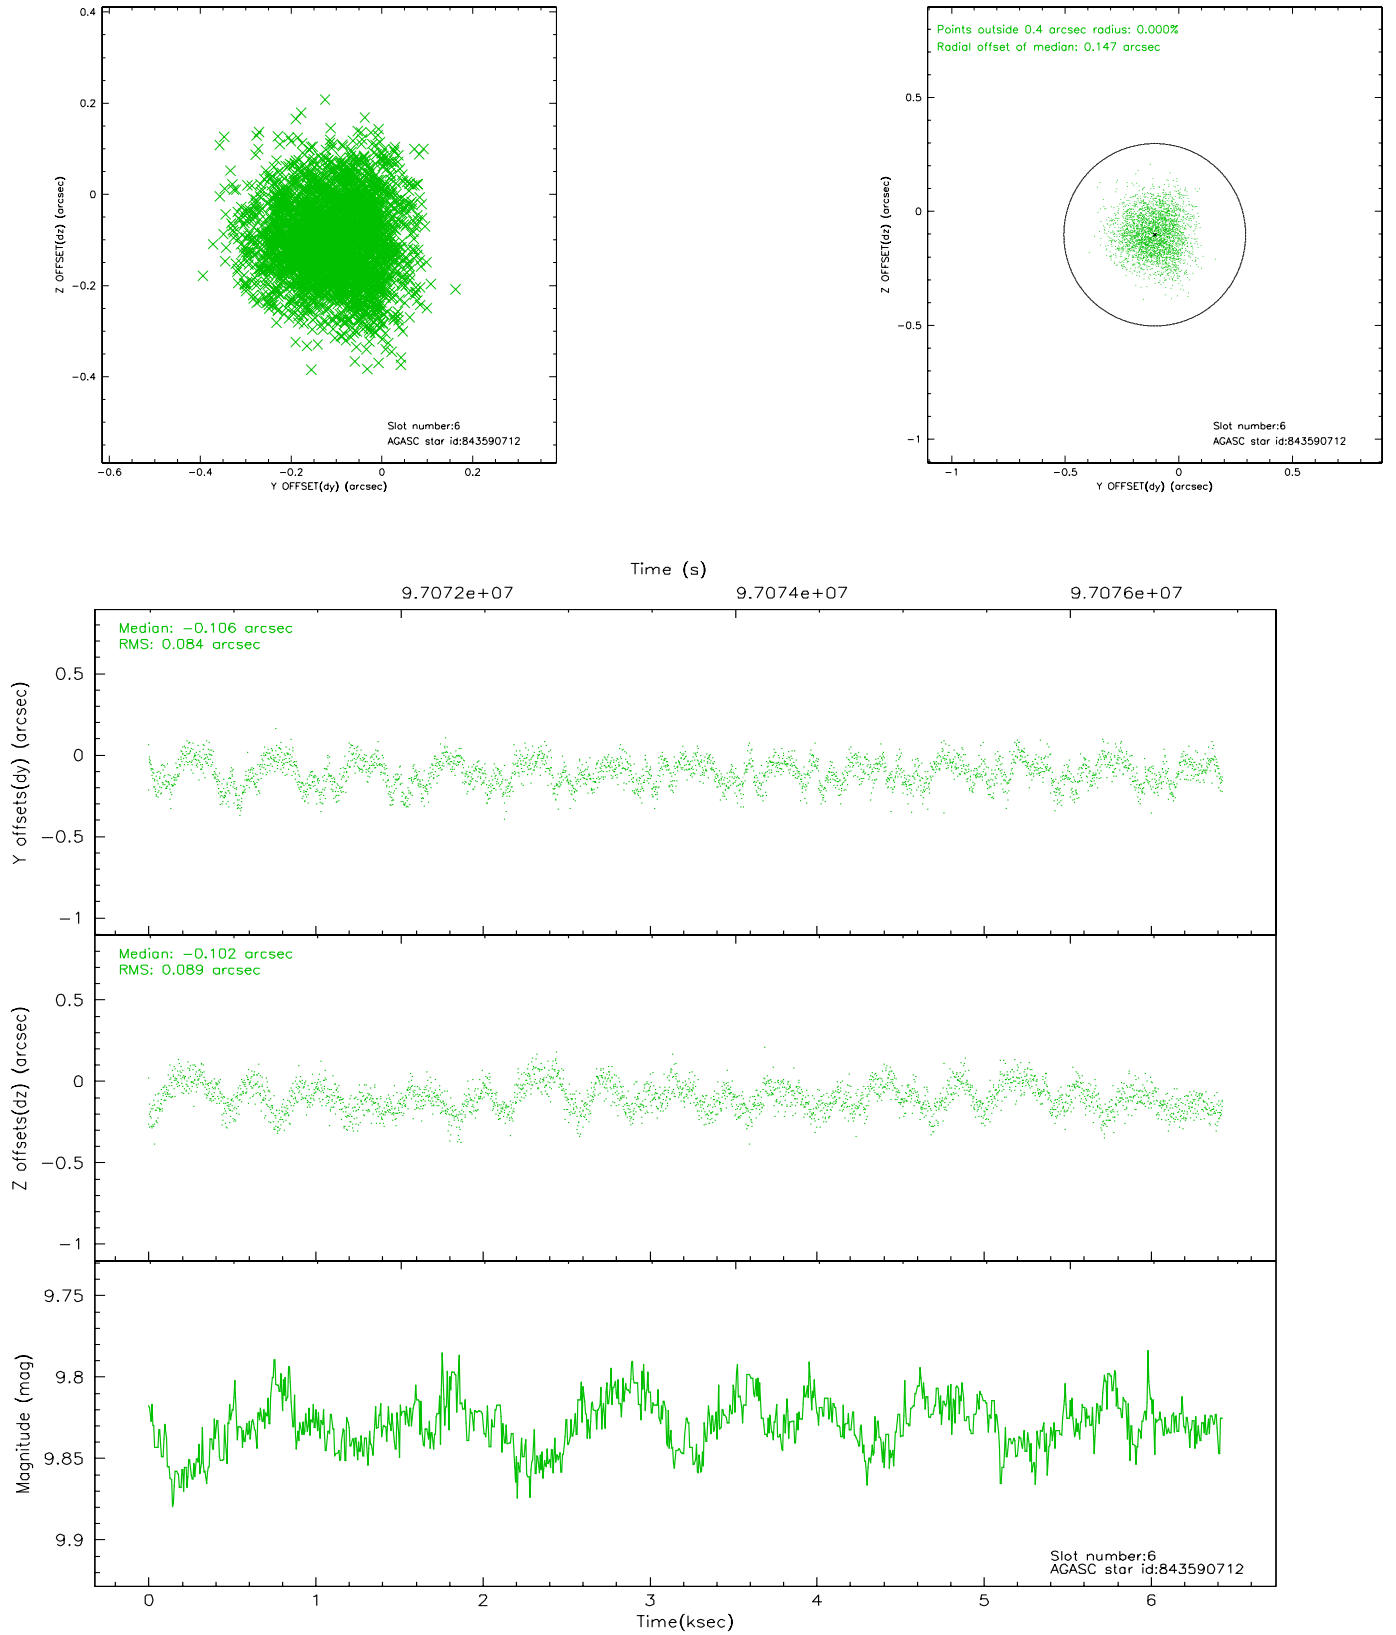 0.4
0.2
0
-0.2
-0.4
Z OFFSET(dz) (arcsec)
Slot number:6
AGASC star id:843590712
-0.6 -0.4 -0.2 0 0.2
Y OFFSET(dy) (arcsec)
Points outside 0.4 arcsec radius: 0.000%
Radial offset of median: 0.147 arcsec
0.5
0
-0.5
-1
Z OFFSET(dz) (arcsec)
Slot number:6
AGASC star id:843590712
-1 -0.5 0 0.5
Y OFFSET(dy) (arcsec)
Time (s)
9.7072e+07 9.7074e+07 9.7076e+07
Median: -0.106 arcsec
RMS: 0.084 arcsec
0.5
0
-0.5
-1
Y offsets(dy) (arcsec)
Median: -0.102 arcsec
RMS: 0.089 arcsec
0.5
0
-0.5
-1
Z offsets(dz) (arcsec)
9.75
9.8
9.85
9.9
Magnitude (mag)
Slot number:6
AGASC star id:843590712
0 1 2 3 4 5 6
Time(ksec)